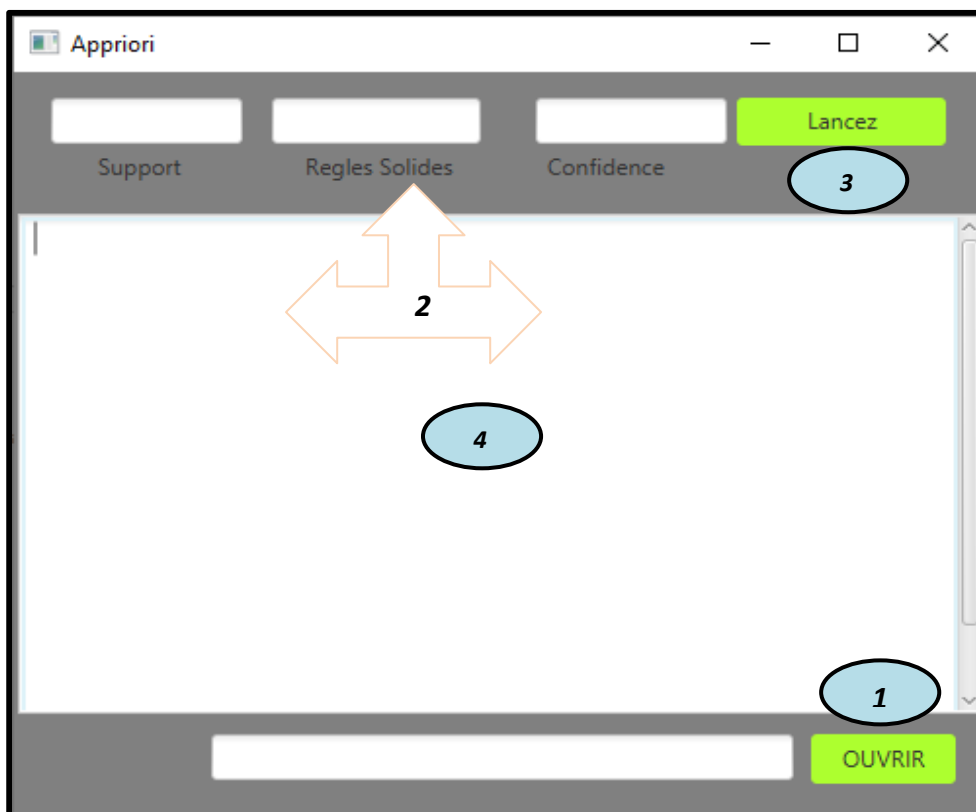 Appriori
Lancez
Support Regles Solides Confidence
3
2
4
1
OUVRIR